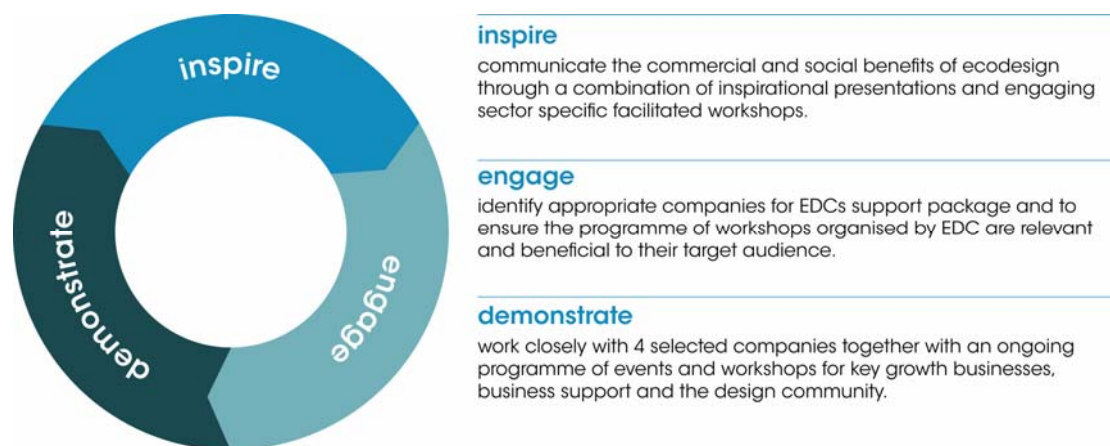 inspire
engage
demonstrate
inspire
communicate the commercial and social benefits of ecodesign
through a combination of inspirational presentations and engaging
sector specific facilitated workshops.
engage
identify appropriate companies for EDCs support package and to
ensure the programme of workshops organised by EDC are relevant
and beneficial to their target audience.
demonstrate
work closely with 4 selected companies together with an ongoing
programme of events and workshops for key growth businesses,
business support and the design community.